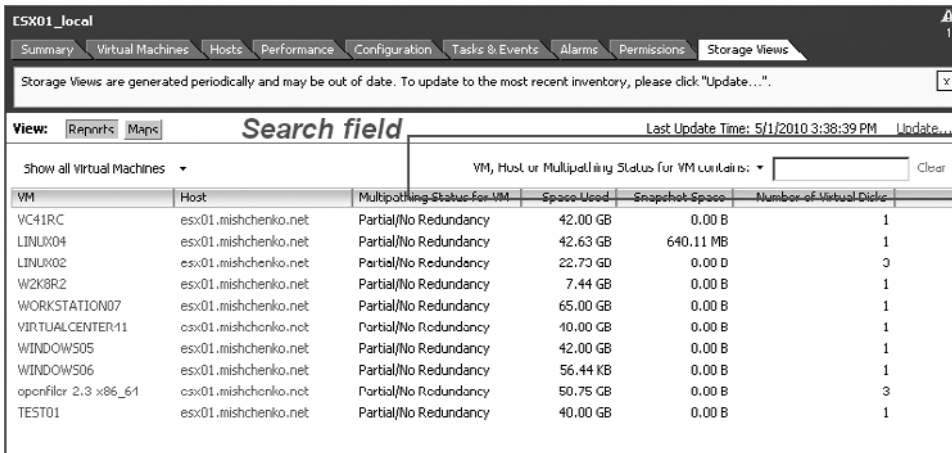 ESX01_local
Summary Virtual Machines Hosts Performance Configuration Tasks & Events Alarms Permissions Storage Views
Storage Views are generated periodically and may be out of date. To update to the most recent inventory, please click "Update...".
View: Reports Maps Search field Last Update Time: 5/1/2010 3:38:39 PM Update...
Show all Virtual Machines VM, Host or Multipathing Status for VM contains: Clear
VM Host Multipathing Status for VM Space Used Snapshot Space Number of Virtual Disks
VC41RC esx01.mishchenko.net Partial/No Redundancy 42.00 GB 0.00 B 1
LINUX04 esx01.mishchenko.net Partial/No Redundancy 42.63 GB 640.11 MB 1
LINUX02 esx01.mishchenko.net Partial/No Redundancy 22.73 GB 0.00 B 3
W2K8R2 esx01.mishchenko.net Partial/No Redundancy 7.44 GB 0.00 B 1
WORKSTATION07 esx01.mishchenko.net Partial/No Redundancy 65.00 GB 0.00 B 1
VIRTUALCENTER41 esx01.mishchenko.net Partial/No Redundancy 40.00 GB 0.00 B 1
WINDOWS05 esx01.mishchenko.net Partial/No Redundancy 42.00 GB 0.00 B 1
WINDOWS06 esx01.mishchenko.net Partial/No Redundancy 56.44 KB 0.00 B 1
openfiler 2.3 x86_64 esx01.mishchenko.net Partial/No Redundancy 50.75 GB 0.00 B 3
TEST01 esx01.mishchenko.net Partial/No Redundancy 40.00 GB 0.00 B 1